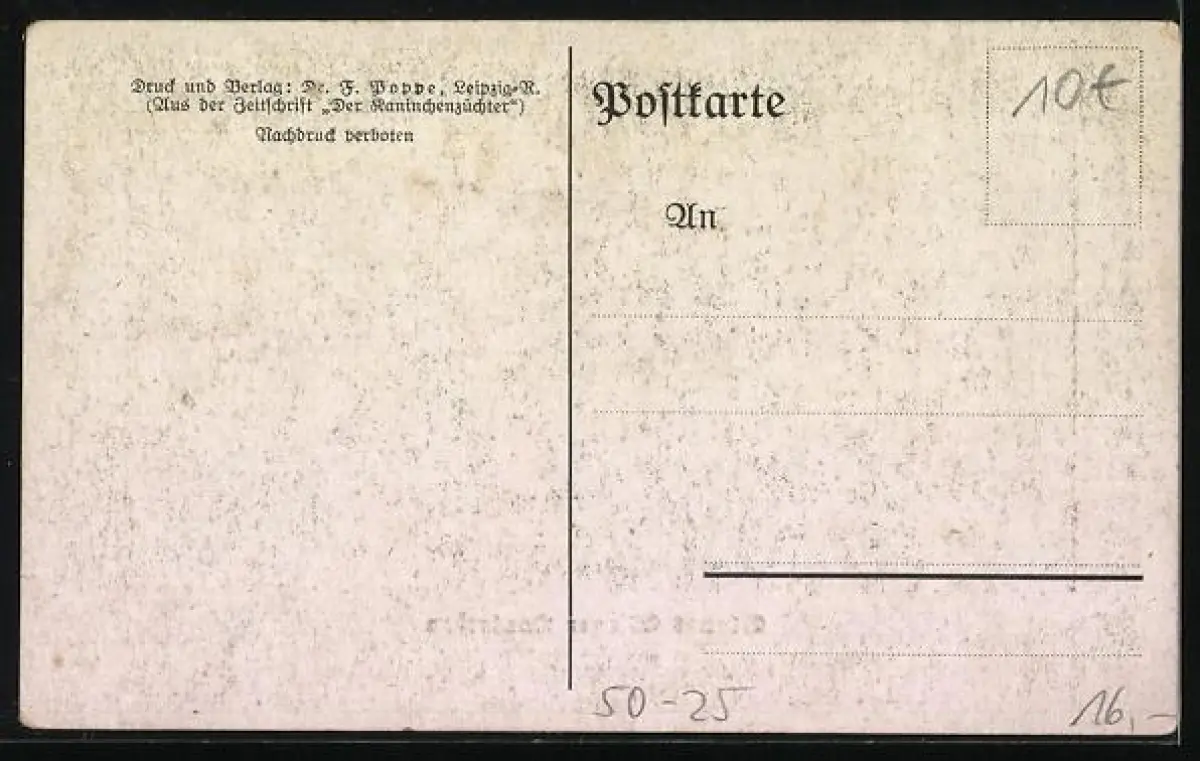 Druck und Verlag: Dr. F. Poppe, Leipzig-R.
(Aus der Zeitschrift „Der Kaninchenzüchter“)
Nachdruck verboten
Postkarte
10€
An
50-25
16,-